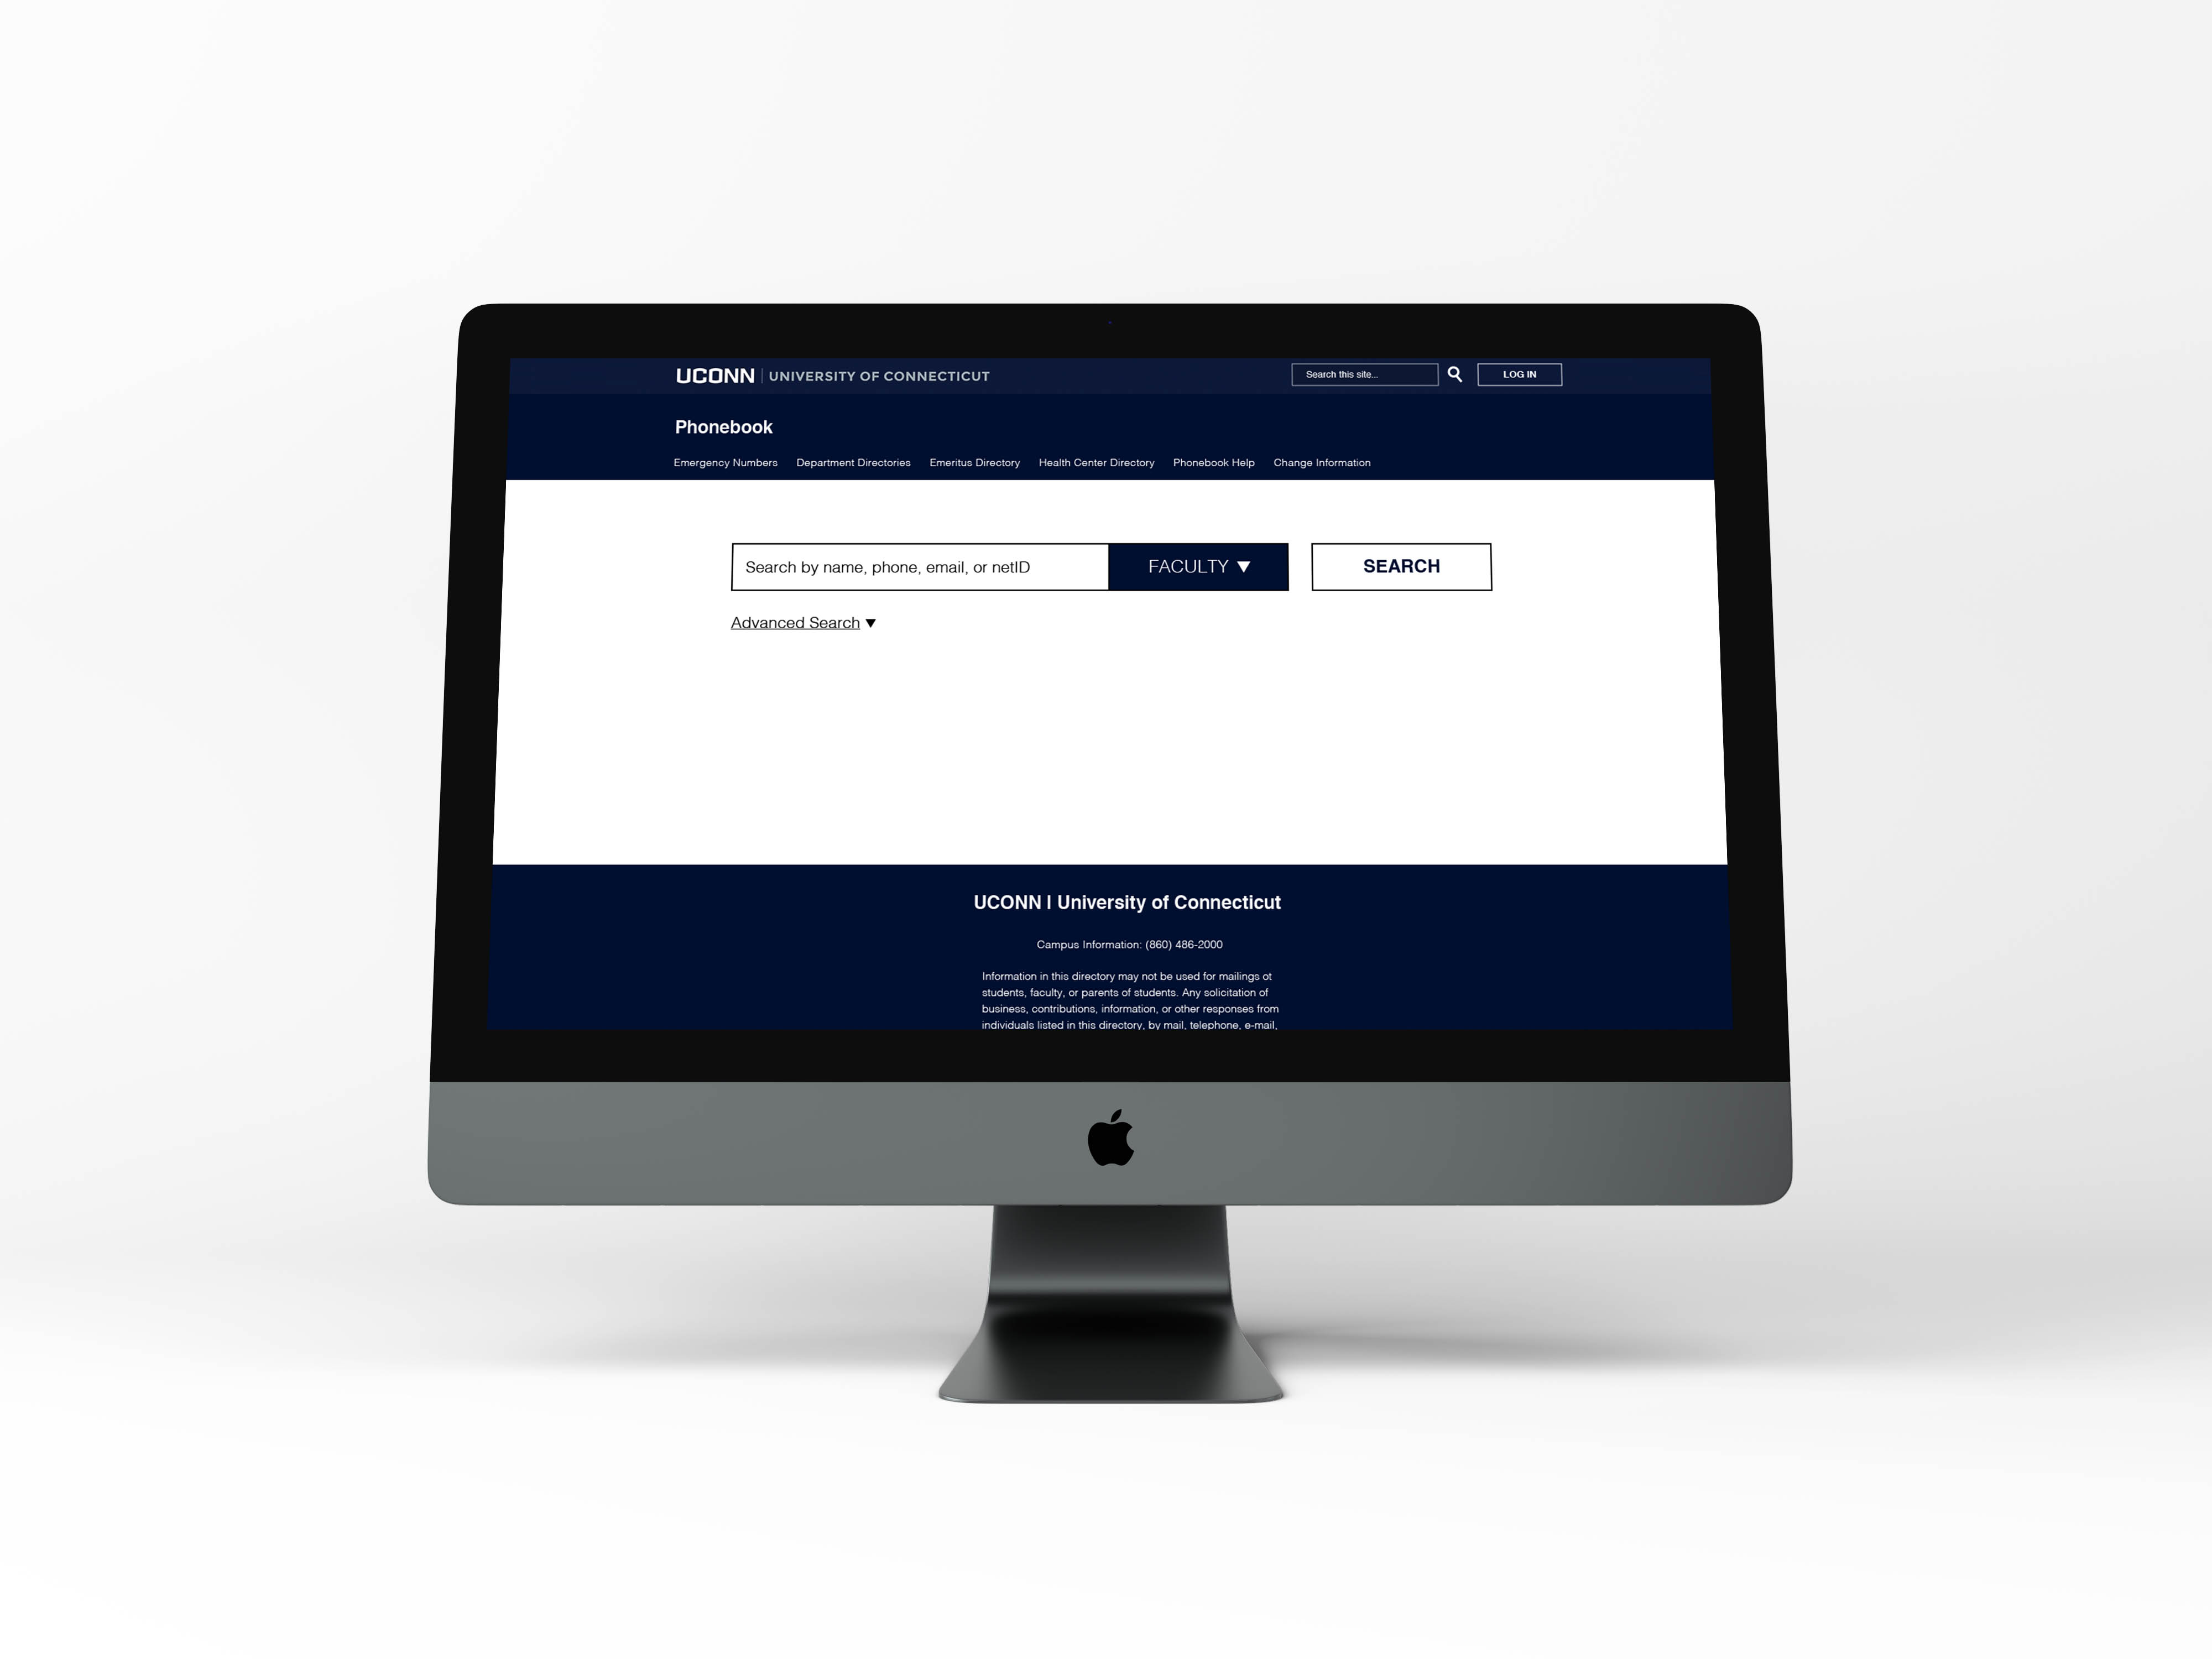 UCONN | UNIVERSITY OF CONNECTICUT
Search this site...
LOG IN
Phonebook
Emergency Numbers Department Directories Emeritus Directory Health Center Directory Phonebook Help Change Information
Search by name, phone, email, or netID
FACULTY ▼
SEARCH
Advanced Search ▼
UCONN | University of Connecticut
Campus Information: (860) 486-2000
Information in this directory may not be used for mailings ot
students, faculty, or parents of students. Any solicitation of
business, contributions, information, or other responses from
individuals listed in this directory, by mail, telephone, e-mail,